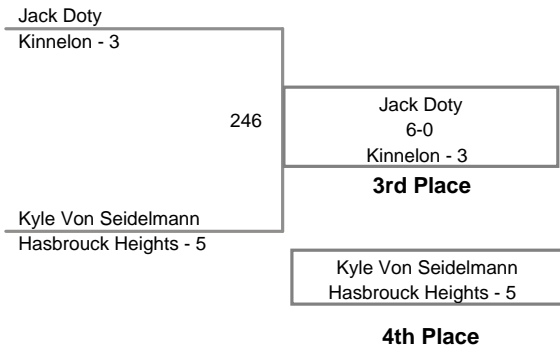 Jack Doty
Kinnelon - 3
246
Jack Doty
6-0
Kinnelon - 3
3rd Place
Kyle Von Seidelmann
Hasbrouck Heights - 5
Kyle Von Seidelmann
Hasbrouck Heights - 5
4th Place